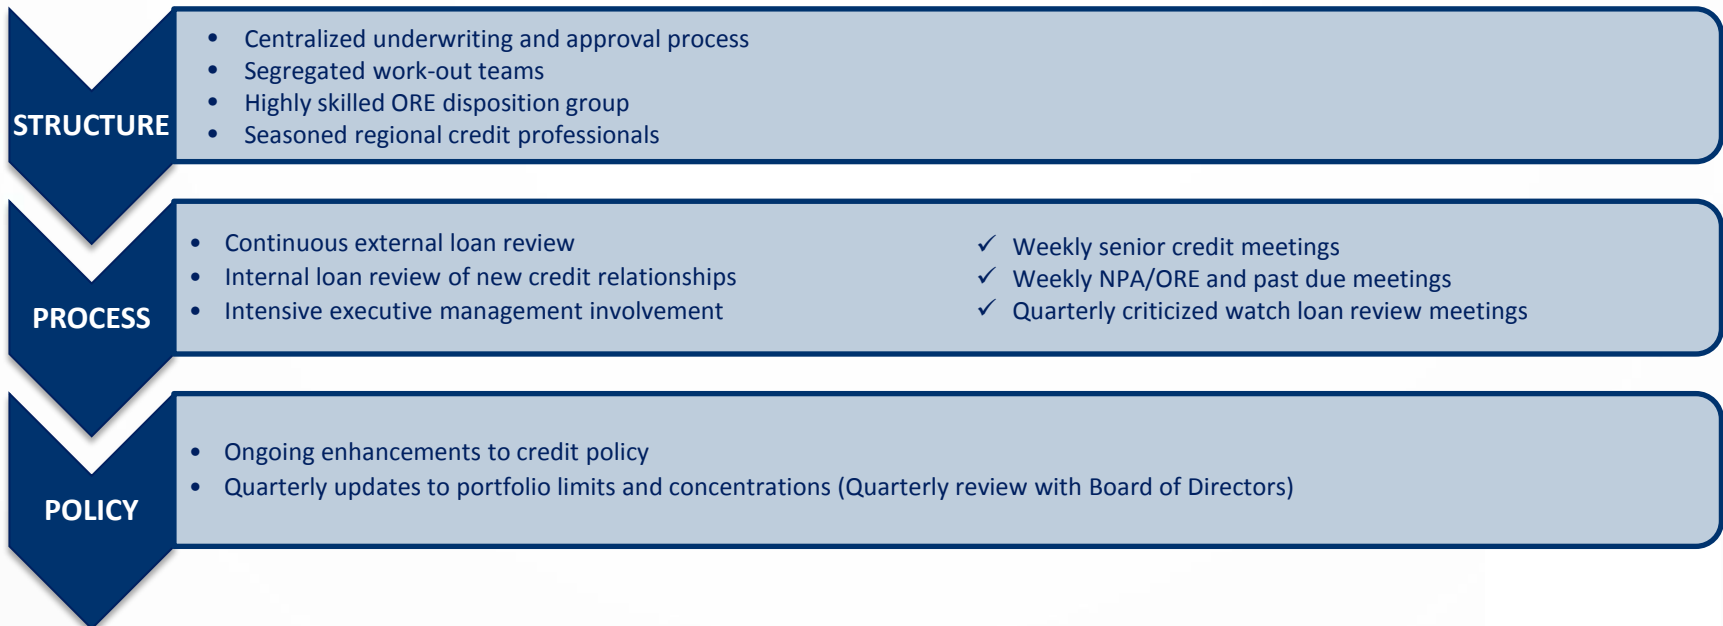 STRUCTURE
• Centralized underwriting and approval process
• Segregated work-out teams
• Highly skilled ORE disposition group
• Seasoned regional credit professionals
PROCESS
• Continuous external loan review
• Internal loan review of new credit relationships
• Intensive executive management involvement
✓ Weekly senior credit meetings
✓ Weekly NPA/ORE and past due meetings
✓ Quarterly criticized watch loan review meetings
POLICY
• Ongoing enhancements to credit policy
• Quarterly updates to portfolio limits and concentrations (Quarterly review with Board of Directors)